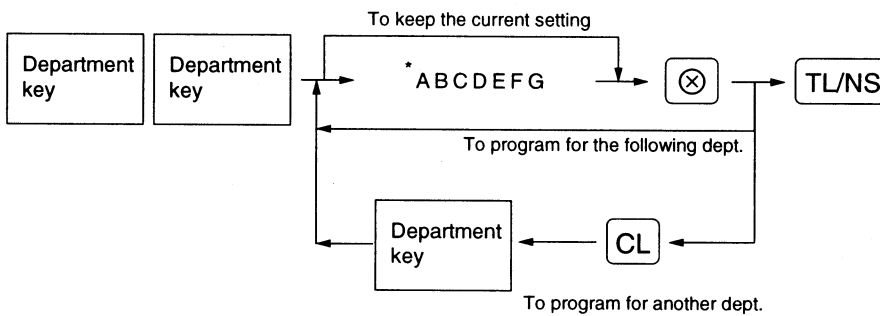 To keep the current setting
Department
key
Department
key
*ABCDEFG
⊗
TL/NS
To program for the following dept.
Department
key
CL
To program for another dept.